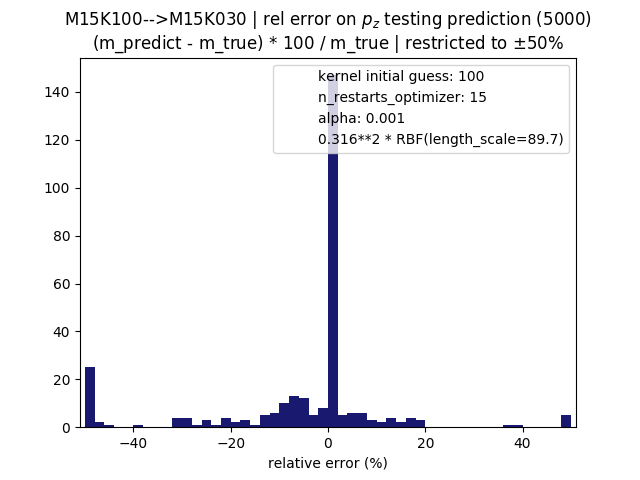 M15K100-->M15K030 | rel error on p_z testing prediction (5000)
(m_predict - m_true) * 100 / m_true | restricted to ±50%
kernel initial guess: 100
n_restarts_optimizer: 15
alpha: 0.001
0.316**2 * RBF(length_scale=89.7)
140
120
100
80
60
40
20
0
−40 −20 0 20 40
relative error (%)